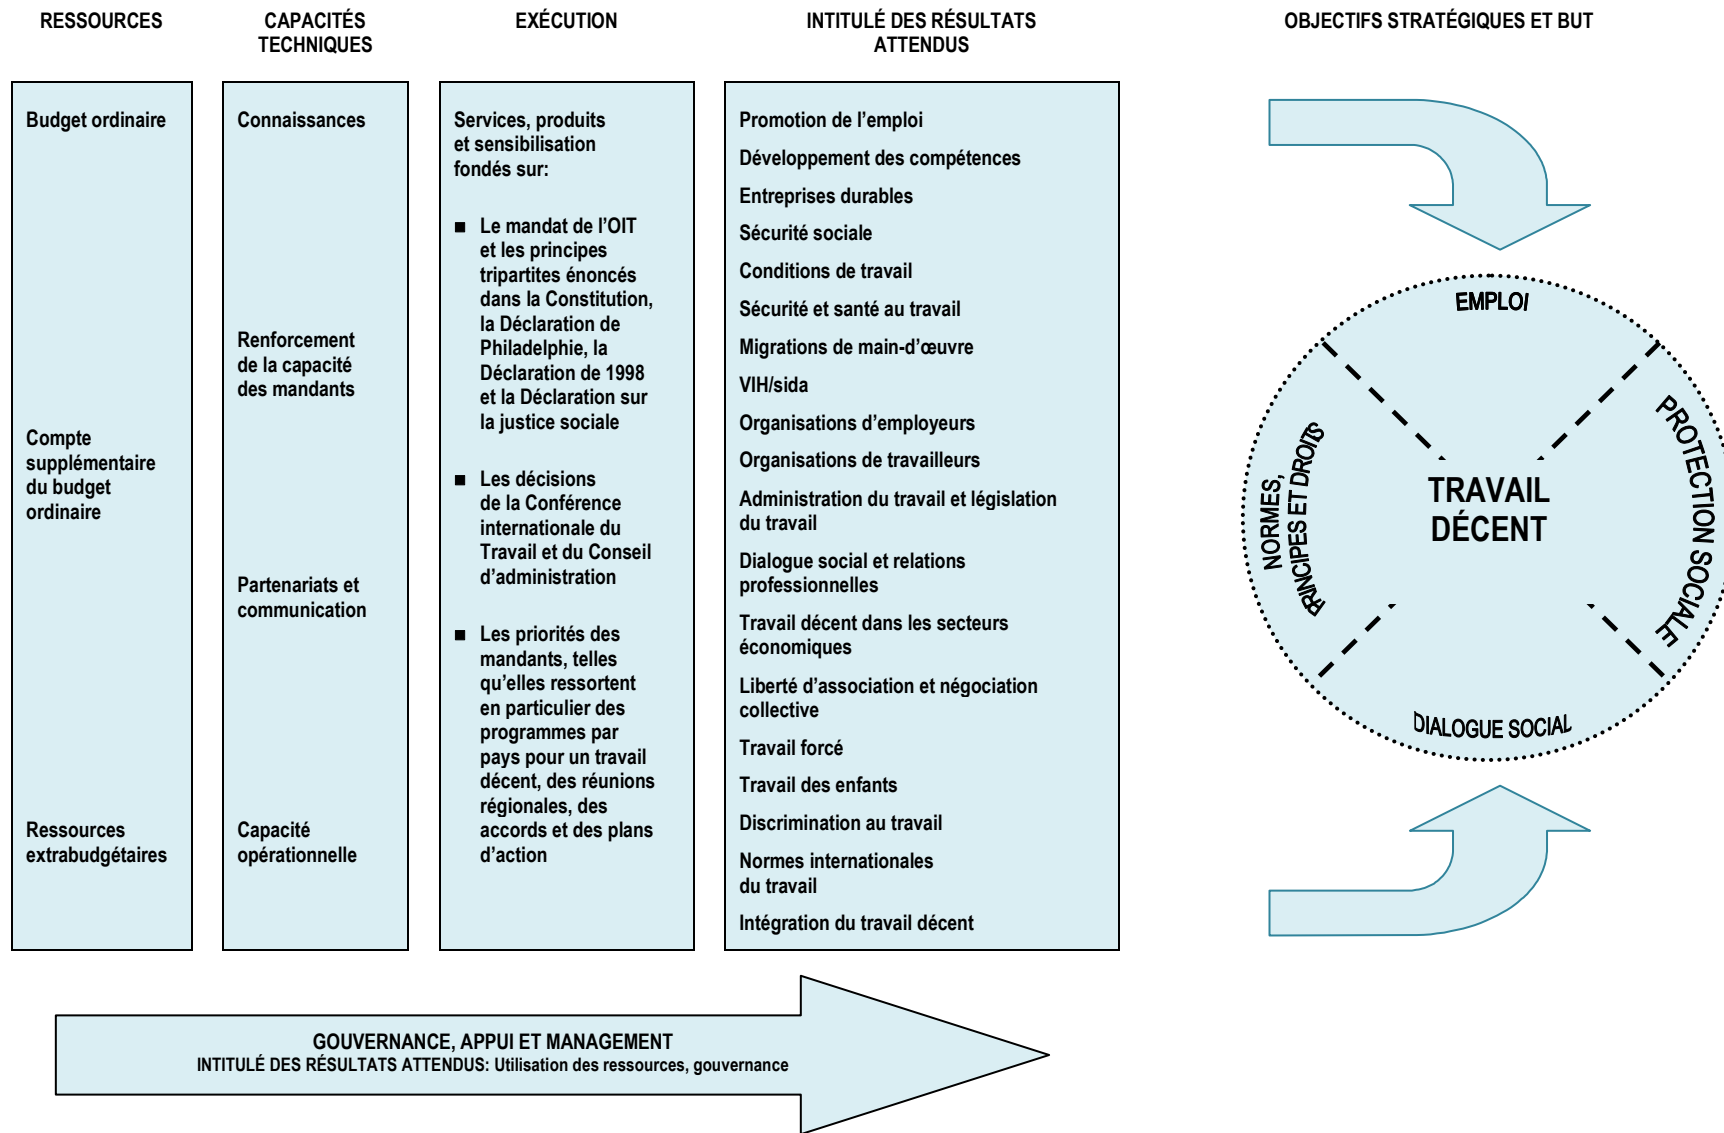 RESSOURCES
CAPACITÉS
TECHNIQUES
EXÉCUTION
INTITULÉ DES RÉSULTATS
ATTENDUS
OBJECTIFS STRATÉGIQUES ET BUT
Budget ordinaire
Compte
supplémentaire
du budget
ordinaire
Ressources
extrabudgétaires
Connaissances
Renforcement
de la capacité
des mandants
Partenariats et
communication
Capacité
opérationnelle
Services, produits
et sensibilisation
fondés sur:
■ Le mandat de l’OIT
et les principes
tripartites énoncés
dans la Constitution,
la Déclaration de
Philadelphie, la
Déclaration de 1998
et la Déclaration sur
la justice sociale
■ Les décisions
de la Conférence
internationale du
Travail et du Conseil
d’administration
■ Les priorités des
mandants, telles
qu’elles ressortent
en particulier des
programmes par
pays pour un travail
décent, des réunions
régionales, des
accords et des plans
d’action
Promotion de l’emploi
Développement des compétences
Entreprises durables
Sécurité sociale
Conditions de travail
Sécurité et santé au travail
Migrations de main-d’œuvre
VIH/sida
Organisations d’employeurs
Organisations de travailleurs
Administration du travail et législation
du travail
Dialogue social et relations
professionnelles
Travail décent dans les secteurs
économiques
Liberté d’association et négociation
collective
Travail forcé
Travail des enfants
Discrimination au travail
Normes internationales
du travail
Intégration du travail décent
EMPLOI
PROTECTION SOCIALE
NORMES,
PRINCIPES ET DROITS
TRAVAIL
DÉCENT
DIALOGUE SOCIAL
GOUVERNANCE, APPUI ET MANAGEMENT
INTITULÉ DES RÉSULTATS ATTENDUS: Utilisation des ressources, gouvernance